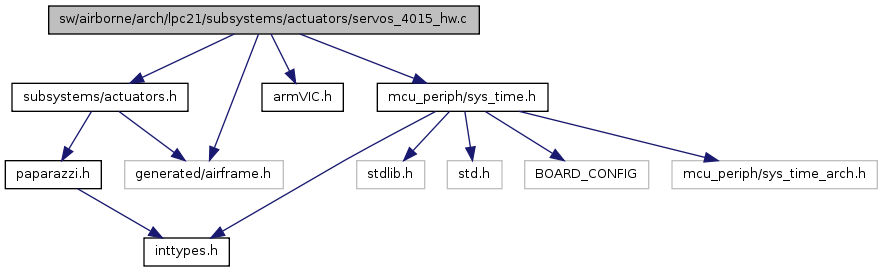 sw/airborne/arch/lpc21/subsystems/actuators/servos_4015_hw.c
subsystems/actuators.h
armVIC.h
mcu_periph/sys_time.h
paparazzi.h
generated/airframe.h
stdlib.h
std.h
BOARD_CONFIG
mcu_periph/sys_time_arch.h
inttypes.h